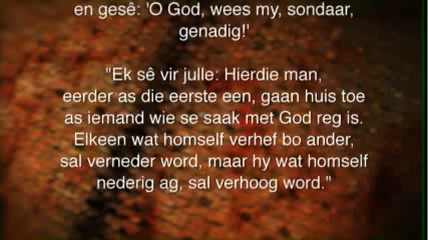 en gesê: 'O God, wees my, sondaar,
genadig!'
"Ek sê vir julle: Hierdie man,
eerder as die eerste een, gaan huis toe
as iemand wie se saak met God reg is.
Elkeen wat homself verhef bo ander,
sal verneder word, maar hy wat homself
nederig ag, sal verhoog word."